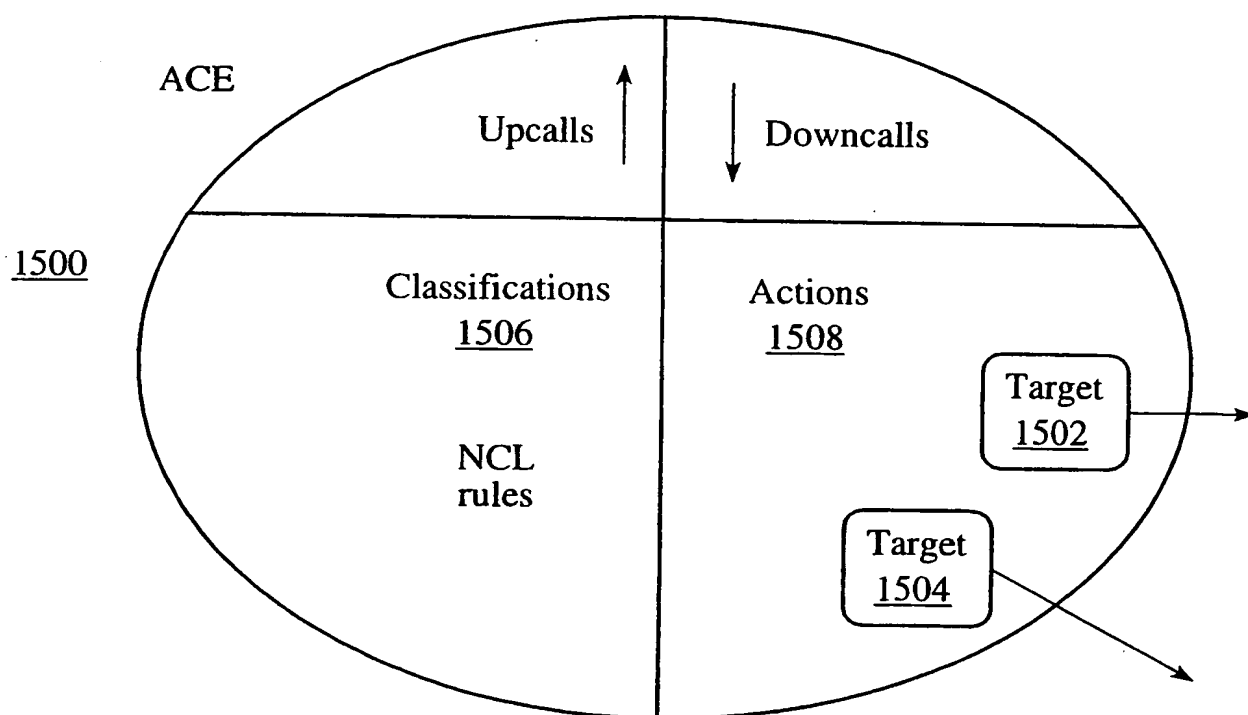 ACE
Upcalls
Downcalls
1500
Classifications
1506
Actions
1508
NCL
rules
Target
1502
Target
1504